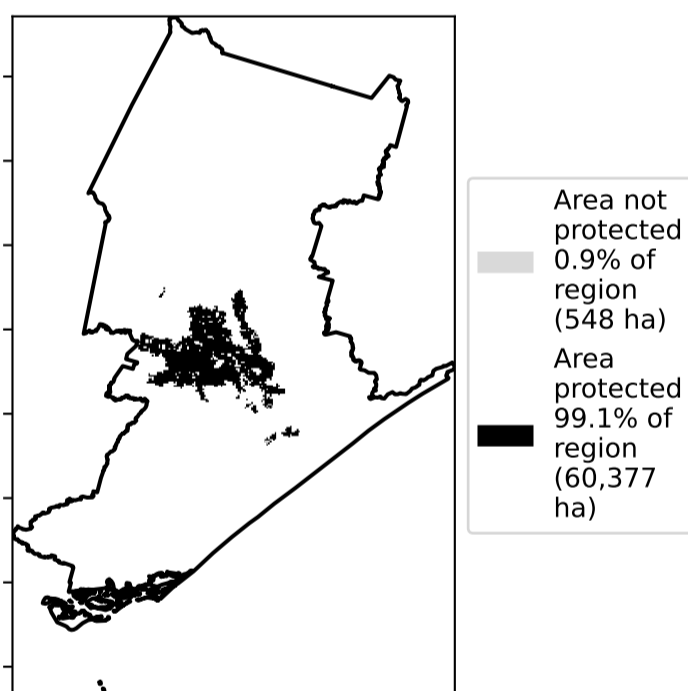 Area not
protected
0.9% of
region
(548 ha)
Area
protected
99.1% of
region
(60,377
ha)